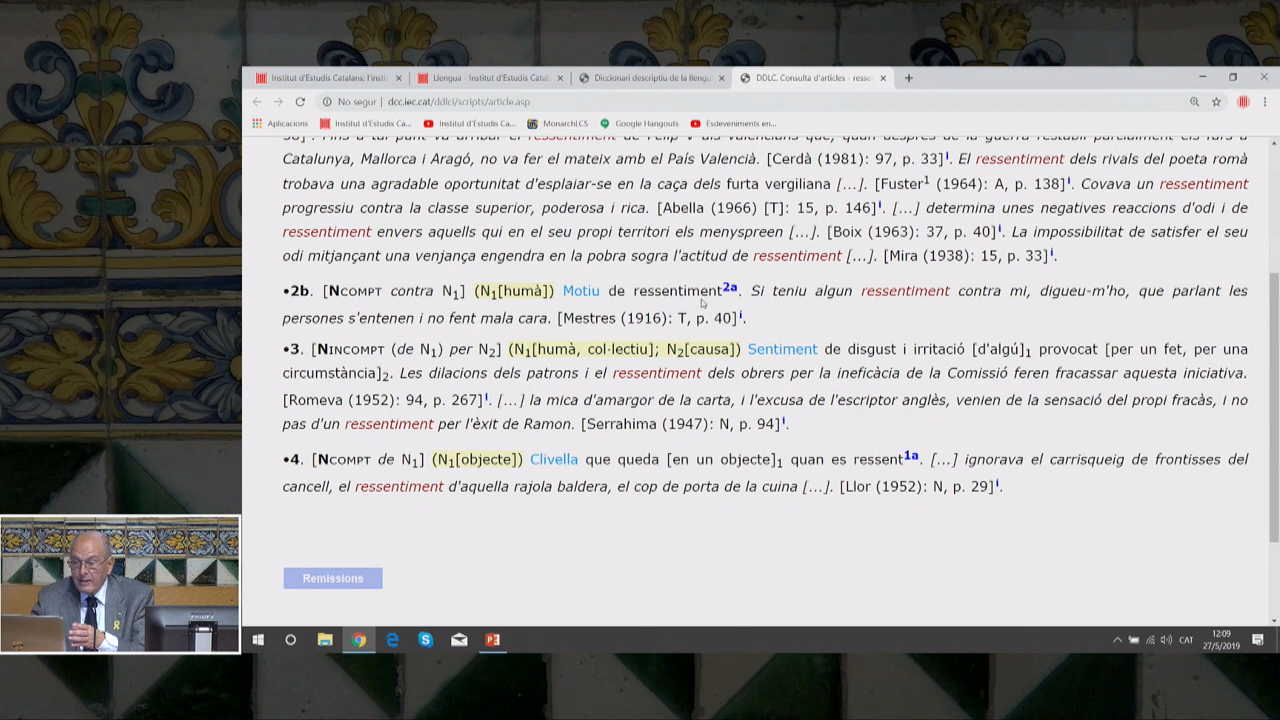 Institut d'Estudis Catalans: l'insti
Llengua - Institut d'Estudis Catal
Diccionari descriptiu de la llengu
DDLC. Consulta d'articles - resse
No segur | dcc.iec.cat/ddlci/scripts/article.asp
Aplicacions Institut d'Estudis Ca... Institut d'Estudis Ca... MonarchLCS Google Hangouts Esdeveniments en...
Catalunya, Mallorca i Aragó, no va fer el mateix amb el País Valencià. [Cerdà (1981): 97, p. 33]i. El ressentiment dels rivals del poeta romà
trobava una agradable oportunitat d'esplaiar-se en la caça dels furta vergiliana [...]. [Fuster1 (1964): A, p. 138]i. Covava un ressentiment
progressiu contra la classe superior, poderosa i rica. [Abella (1966) [T]: 15, p. 146]i. [...] determina unes negatives reaccions d'odi i de
ressentiment envers aquells qui en el seu propi territori els menyspreen [...]. [Boix (1963): 37, p. 40]i. La impossibilitat de satisfer el seu
odi mitjançant una venjança engendra en la pobra sogra l'actitud de ressentiment [...]. [Mira (1938): 15, p. 33]i.
•2b. [NCOMPT contra N1] (N1[humà]) Motiu de ressentiment2a. Si teniu algun ressentiment contra mi, digueu-m'ho, que parlant les
persones s'entenen i no fent mala cara. [Mestres (1916): T, p. 40]i.
•3. [NINCOMPT (de N1) per N2] (N1[humà, col·lectiu]; N2[causa]) Sentiment de disgust i irritació [d'algú]1 provocat [per un fet, per una
circumstància]2. Les dilacions dels patrons i el ressentiment dels obrers per la ineficàcia de la Comissió feren fracassar aquesta iniciativa.
[Romeva (1952): 94, p. 267]i. [...] la mica d'amargor de la carta, i l'excusa de l'escriptor anglès, venien de la sensació del propi fracàs, i no
pas d'un ressentiment per l'èxit de Ramon. [Serrahima (1947): N, p. 94]i.
•4. [NCOMPT de N1] (N1[objecte]) Clivella que queda [en un objecte]1 quan es ressent1a. [...] ignorava el carrisqueig de frontisses del
cancell, el ressentiment d'aquella rajola baldera, el cop de porta de la cuina [...]. [Llor (1952): N, p. 29]i.
Remissions
CAT
12:09
27/5/2019